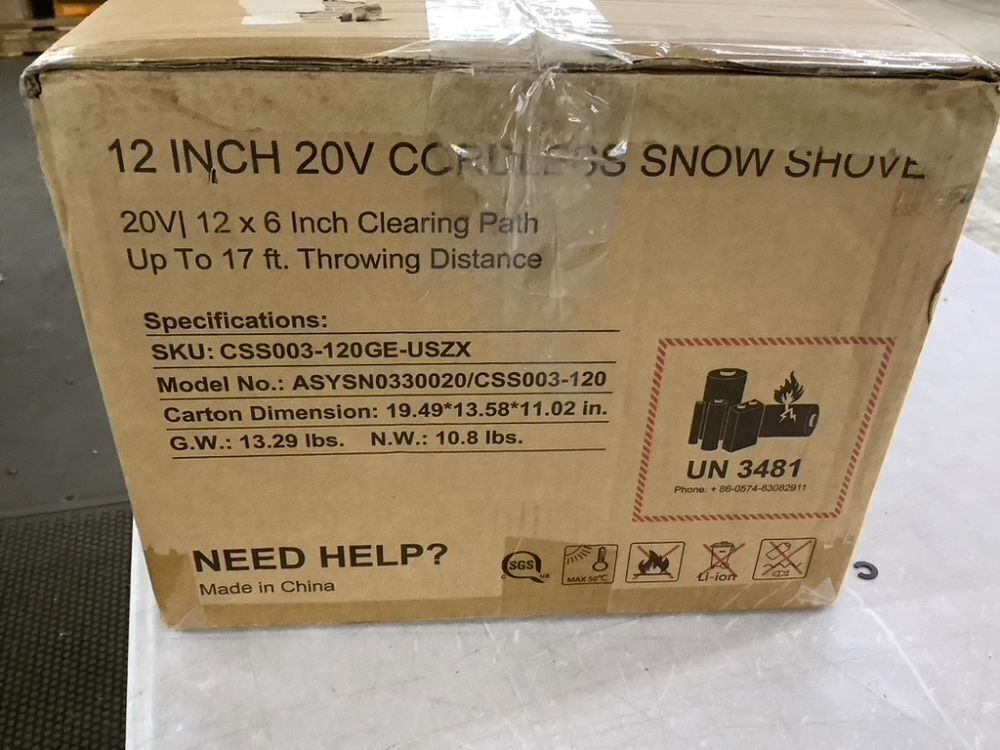 12 INCH 20V CORDLESS SNOW SHOVE
20V| 12 x 6 Inch Clearing Path
Up To 17 ft. Throwing Distance
Specifications:
SKU: CSS003-120GE-USZX
Model No.: ASYSN0330020/CSS003-120
Carton Dimension: 19.49*13.58*11.02 in.
G.W.: 13.29 lbs. N.W.: 10.8 lbs.
UN 3481
Phone: + 86-0574-83082911
NEED HELP?
Made in China
c SGS us
MAX 50°C
Li-ion